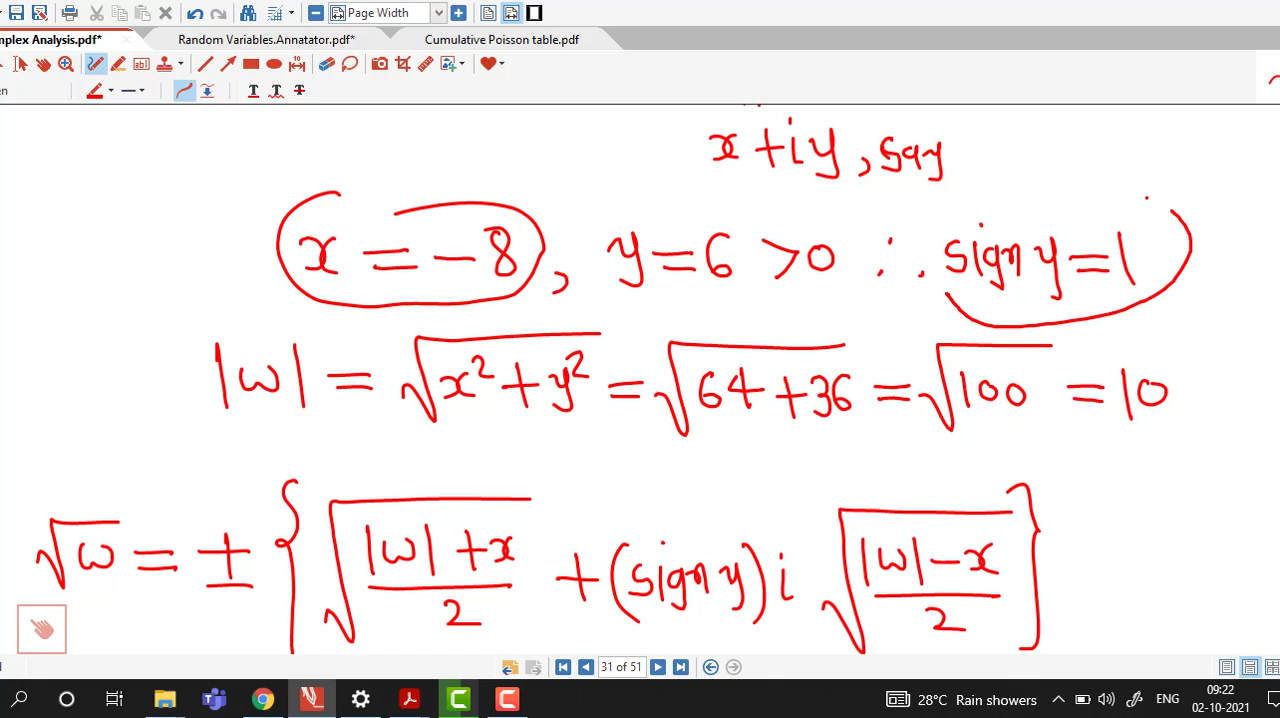 Page Width
mplex Analysis.pdf* Random Variables.Annatator.pdf* Cumulative Poisson table.pdf
en
x + iy, say
x = -8, y = 6 > 0 ∴ sign y = 1
|w| = √(x² + y²) = √(64 + 36) = √100 = 10
√w = ± { √((|w| + x)/2) + (sign y) i √((|w| - x)/2) }
31 of 51
28°C Rain showers ENG 09:22
02-10-2021